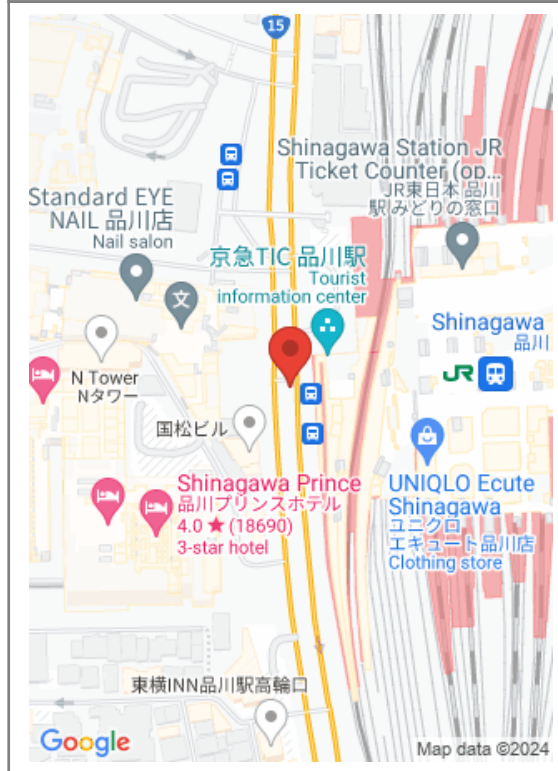 15
Shinagawa Station JR
Ticket Counter (op...
JR東日本 品川
駅 みどりの窓口
Standard EYE
NAIL 品川店
Nail salon
京急TIC 品川駅
Tourist
information center
文
Shinagawa
品川
JR
N Tower
Nタワー
国松ビル
Shinagawa Prince
品川プリンスホテル
4.0 ★ (18690)
3-star hotel
UNIQLO Ecute
Shinagawa
ユニクロ
エキュート品川店
Clothing store
東横INN品川駅高輪口
Google
Map data ©2024